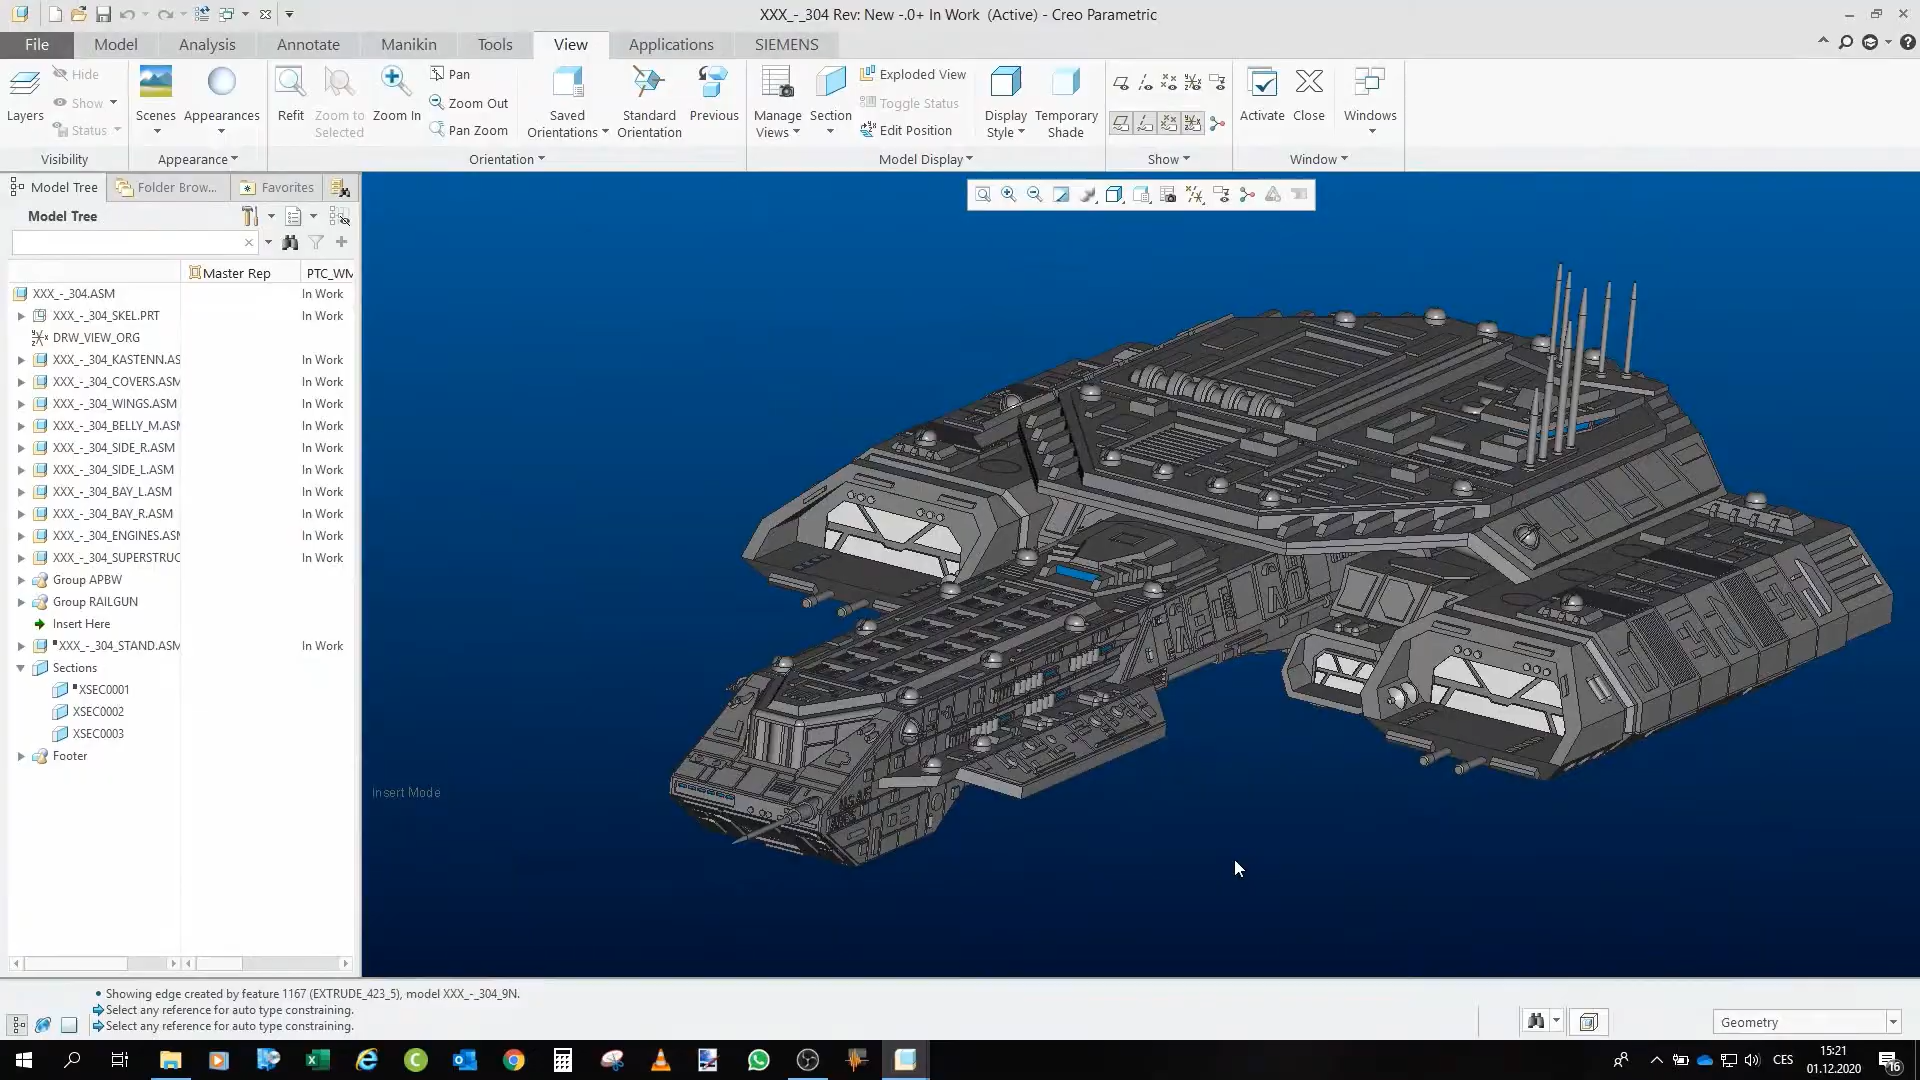 XXX_-_304 Rev: New -.0+ In Work (Active) - Creo Parametric
File Model Analysis Annotate Manikin Tools View Applications SIEMENS
Layers
Hide
Show
Status
Visibility
Scenes
Appearances
Appearance
Refit
Zoom to
Selected
Zoom In
Pan
Zoom Out
Pan Zoom
Saved
Orientations
Standard
Orientation
Previous
Orientation
Manage
Views
Section
Exploded View
Toggle Status
Edit Position
Display
Style
Temporary
Shade
Model Display
Show
Activate
Close
Windows
Window
Model Tree
Folder Brow...
Favorites
Model Tree
Master Rep PTC_WM
XXX_-_304.ASM In Work
XXX_-_304_SKEL.PRT In Work
DRW_VIEW_ORG
XXX_-_304_KASTENN.AS In Work
XXX_-_304_COVERS.ASM In Work
XXX_-_304_WINGS.ASM In Work
XXX_-_304_BELLY_M.ASM In Work
XXX_-_304_SIDE_R.ASM In Work
XXX_-_304_SIDE_L.ASM In Work
XXX_-_304_BAY_L.ASM In Work
XXX_-_304_BAY_R.ASM In Work
XXX_-_304_ENGINES.ASM In Work
XXX_-_304_SUPERSTRUC In Work
Group APBW
Group RAILGUN
Insert Here
XXX_-_304_STAND.ASM In Work
Sections
XSEC0001
XSEC0002
XSEC0003
Footer
Insert Mode
Showing edge created by feature 1167 (EXTRUDE_423_5), model XXX_-_304_9N.
Select any reference for auto type constraining.
Select any reference for auto type constraining.
Geometry
CES
15:21
01.12.2020
16